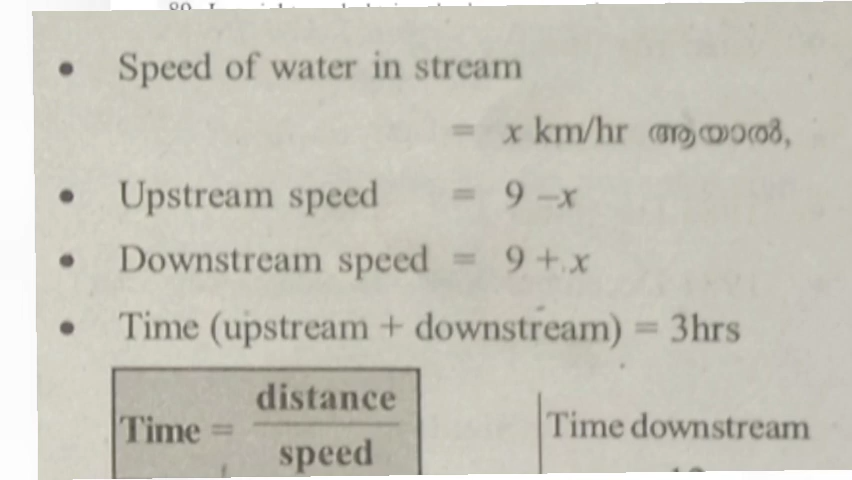 • Speed of water in stream
= x km/hr ആയാൽ,
• Upstream speed = 9 –x
• Downstream speed = 9 + x
• Time (upstream + downstream) = 3hrs
Time = distance
speed
Time downstream